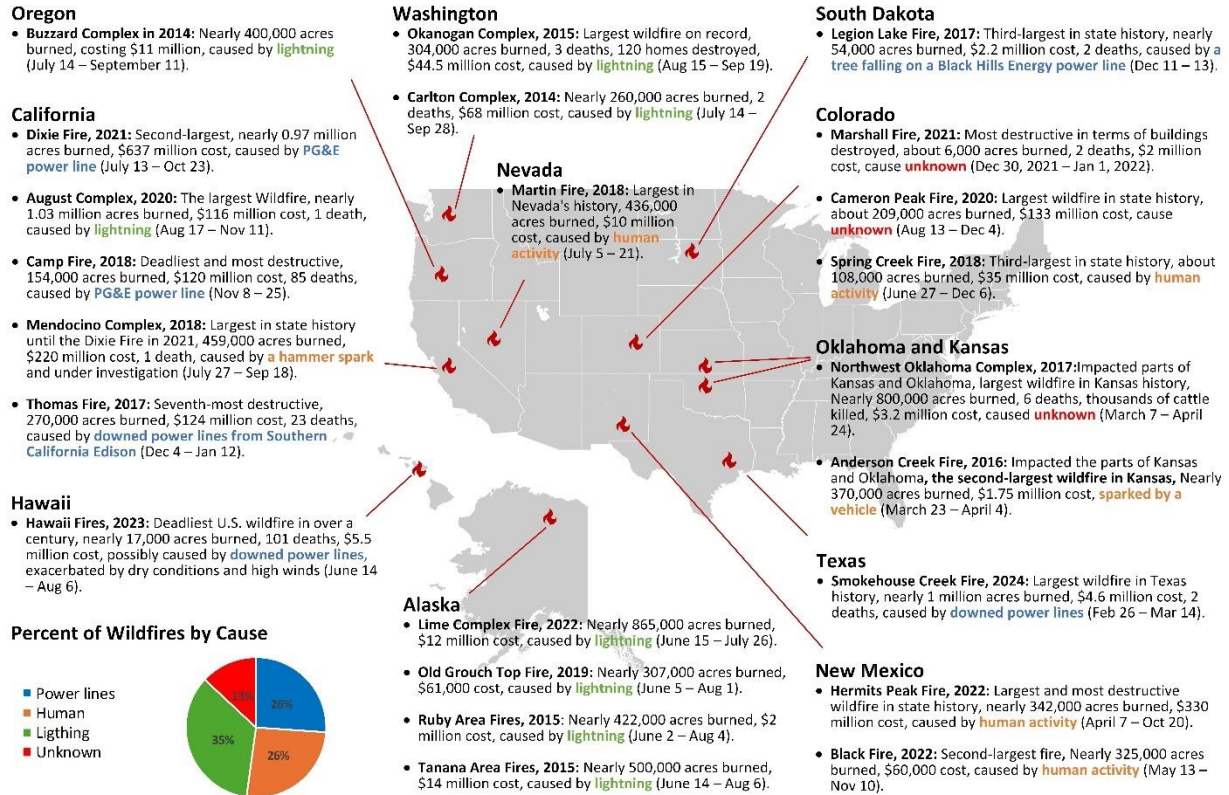 Oregon
• Buzzard Complex in 2014: Nearly 400,000 acres
burned, costing $11 million, caused by lightning
(July 14 – September 11).
California
• Dixie Fire, 2021: Second-largest, nearly 0.97 million
acres burned, $637 million cost, caused by PG&E
power line (July 13 – Oct 23).
• August Complex, 2020: The largest Wildfire, nearly
1.03 million acres burned, $116 million cost, 1 death,
caused by lightning (Aug 17 – Nov 11).
• Camp Fire, 2018: Deadliest and most destructive,
154,000 acres burned, $120 million cost, 85 deaths,
caused by PG&E power line (Nov 8 – 25).
• Mendocino Complex, 2018: Largest in state history
until the Dixie Fire in 2021, 459,000 acres burned,
$220 million cost, 1 death, caused by a hammer spark
and under investigation (July 27 – Sep 18).
• Thomas Fire, 2017: Seventh-most destructive,
270,000 acres burned, $124 million cost, 23 deaths,
caused by downed power lines from Southern
California Edison (Dec 4 – Jan 12).
Hawaii
• Hawaii Fires, 2023: Deadliest U.S. wildfire in over a
century, nearly 17,000 acres burned, 101 deaths, $5.5
million cost, possibly caused by downed power lines,
exacerbated by dry conditions and high winds (June 14
– Aug 6).
Percent of Wildfires by Cause
Power lines
Human
Ligthing
Unknown
13%
26%
35%
26%
Washington
• Okanogan Complex, 2015: Largest wildfire on record,
304,000 acres burned, 3 deaths, 120 homes destroyed,
$44.5 million cost, caused by lightning (Aug 15 – Sep 19).
• Carlton Complex, 2014: Nearly 260,000 acres burned, 2
deaths, $68 million cost, caused by lightning (July 14 –
Sep 28).
Nevada
• Martin Fire, 2018: Largest in
Nevada's history, 436,000
acres burned, $10 million
cost, caused by human
activity (July 5 – 21).
Alaska
• Lime Complex Fire, 2022: Nearly 865,000 acres burned,
$12 million cost, caused by lightning (June 15 – July 26).
• Old Grouch Top Fire, 2019: Nearly 307,000 acres burned,
$61,000 cost, caused by lightning (June 5 – Aug 1).
• Ruby Area Fires, 2015: Nearly 422,000 acres burned, $2
million cost, caused by lightning (June 2 – Aug 4).
• Tanana Area Fires, 2015: Nearly 500,000 acres burned,
$14 million cost, caused by lightning (June 14 – Aug 6).
South Dakota
• Legion Lake Fire, 2017: Third-largest in state history, nearly
54,000 acres burned, $2.2 million cost, 2 deaths, caused by a
tree falling on a Black Hills Energy power line (Dec 11 – 13).
Colorado
• Marshall Fire, 2021: Most destructive in terms of buildings
destroyed, about 6,000 acres burned, 2 deaths, $2 million
cost, cause unknown (Dec 30, 2021 – Jan 1, 2022).
• Cameron Peak Fire, 2020: Largest wildfire in state history,
about 209,000 acres burned, $133 million cost, cause
unknown (Aug 13 – Dec 4).
• Spring Creek Fire, 2018: Third-largest in state history, about
108,000 acres burned, $35 million cost, caused by human
activity (June 27 – Dec 6).
Oklahoma and Kansas
• Northwest Oklahoma Complex, 2017:Impacted parts of
Kansas and Oklahoma, largest wildfire in Kansas history,
Nearly 800,000 acres burned, 6 deaths, thousands of cattle
killed, $3.2 million cost, caused unknown (March 7 – April
24).
• Anderson Creek Fire, 2016: Impacted the parts of Kansas
and Oklahoma, the second-largest wildfire in Kansas, Nearly
370,000 acres burned, $1.75 million cost, sparked by a
vehicle (March 23 – April 4).
Texas
• Smokehouse Creek Fire, 2024: Largest wildfire in Texas
history, nearly 1 million acres burned, $4.6 million cost, 2
deaths, caused by downed power lines (Feb 26 – Mar 14).
New Mexico
• Hermits Peak Fire, 2022: Largest and most destructive
wildfire in state history, nearly 342,000 acres burned, $330
million cost, caused by human activity (April 7 – Oct 20).
• Black Fire, 2022: Second-largest fire, Nearly 325,000 acres
burned, $60,000 cost, caused by human activity (May 13 –
Nov 10).